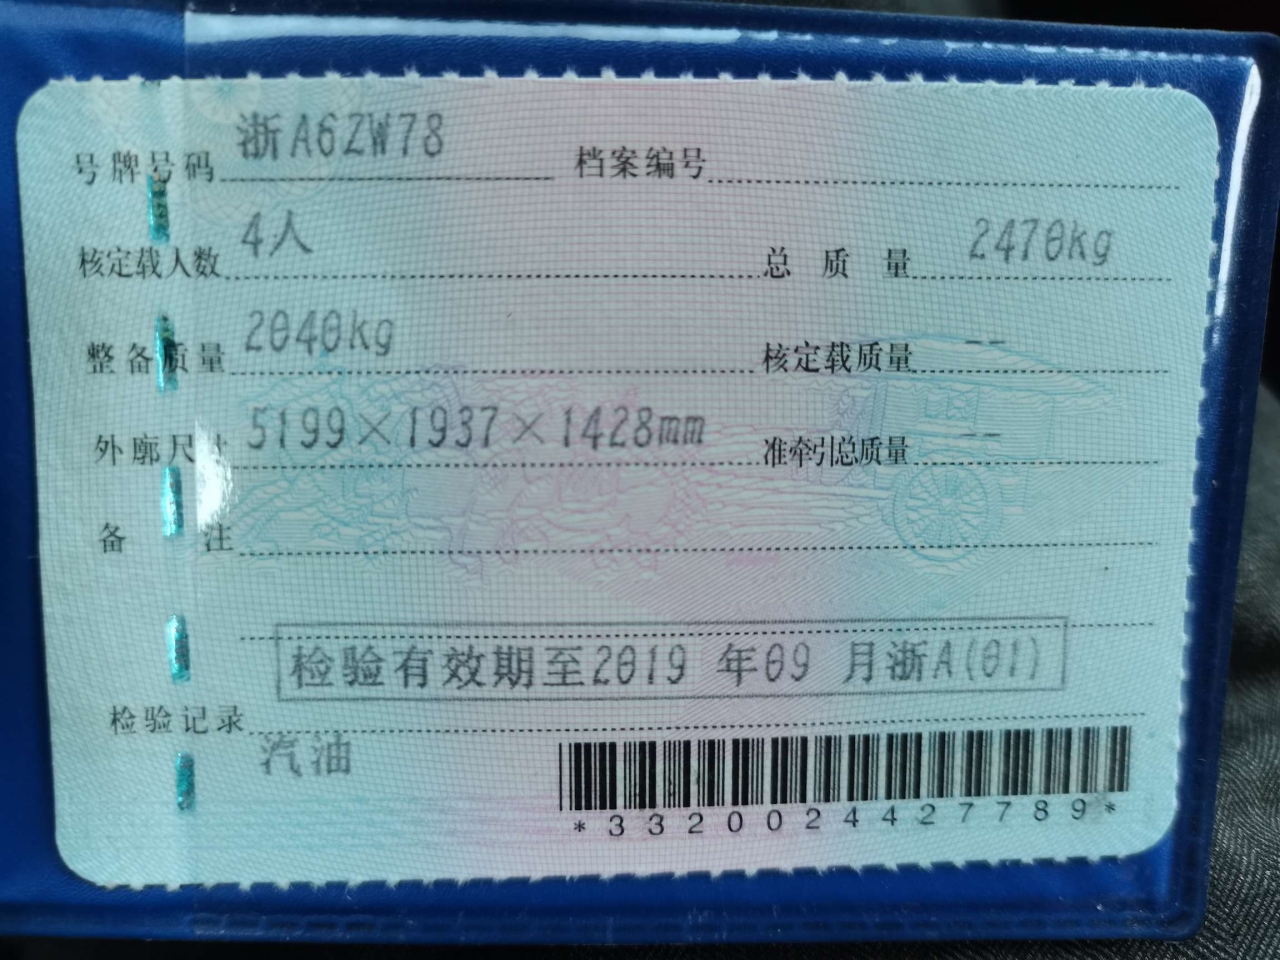 号牌号码 浙A6ZW78 档案编号
核定载人数 4人 总质量 2470kg
整备质量 2040kg 核定载质量 --
外廓尺寸 5199×1937×1428mm 准牵引总质量 --
备注
检验有效期至2019年09月浙A(01)
检验记录
汽油
*3320024427789*